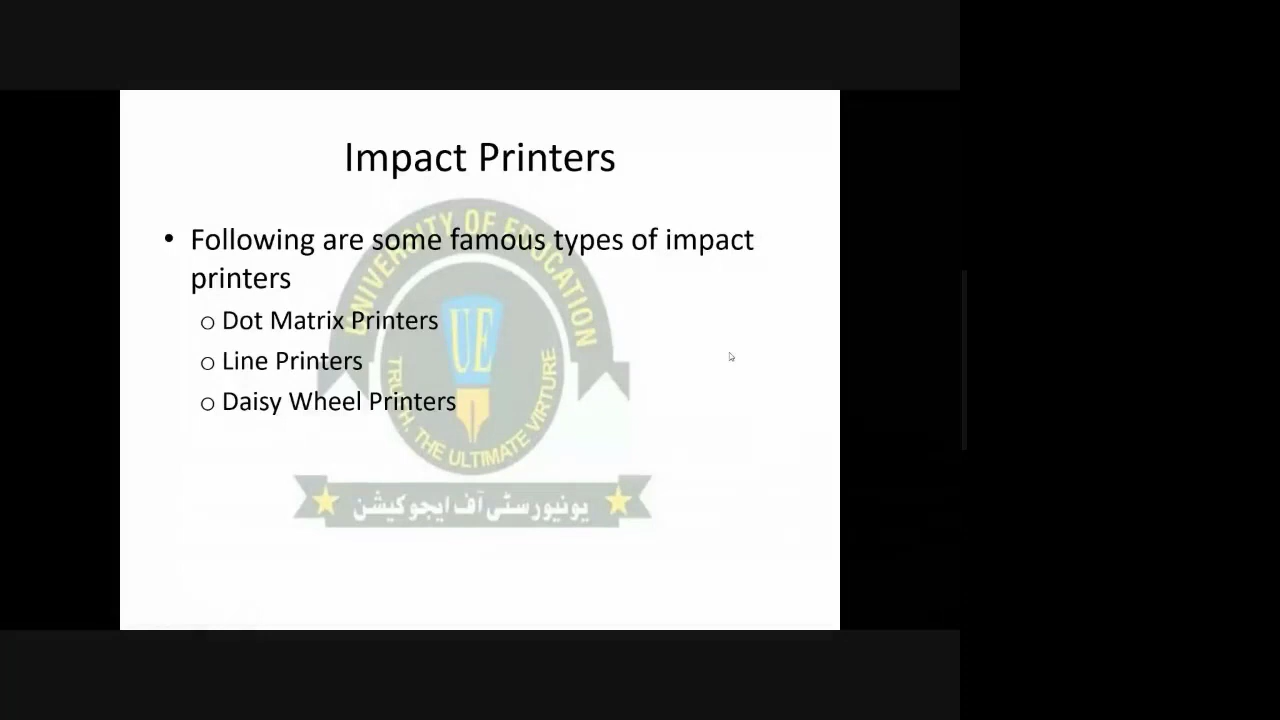 Impact Printers
• Following are some famous types of impact
printers
o Dot Matrix Printers
o Line Printers
o Daisy Wheel Printers
UNIVERSITY OF EDUCATION
UE
TRUTH, THE ULTIMATE VIRTURE
یونیورسٹی آف ایجوکیشن